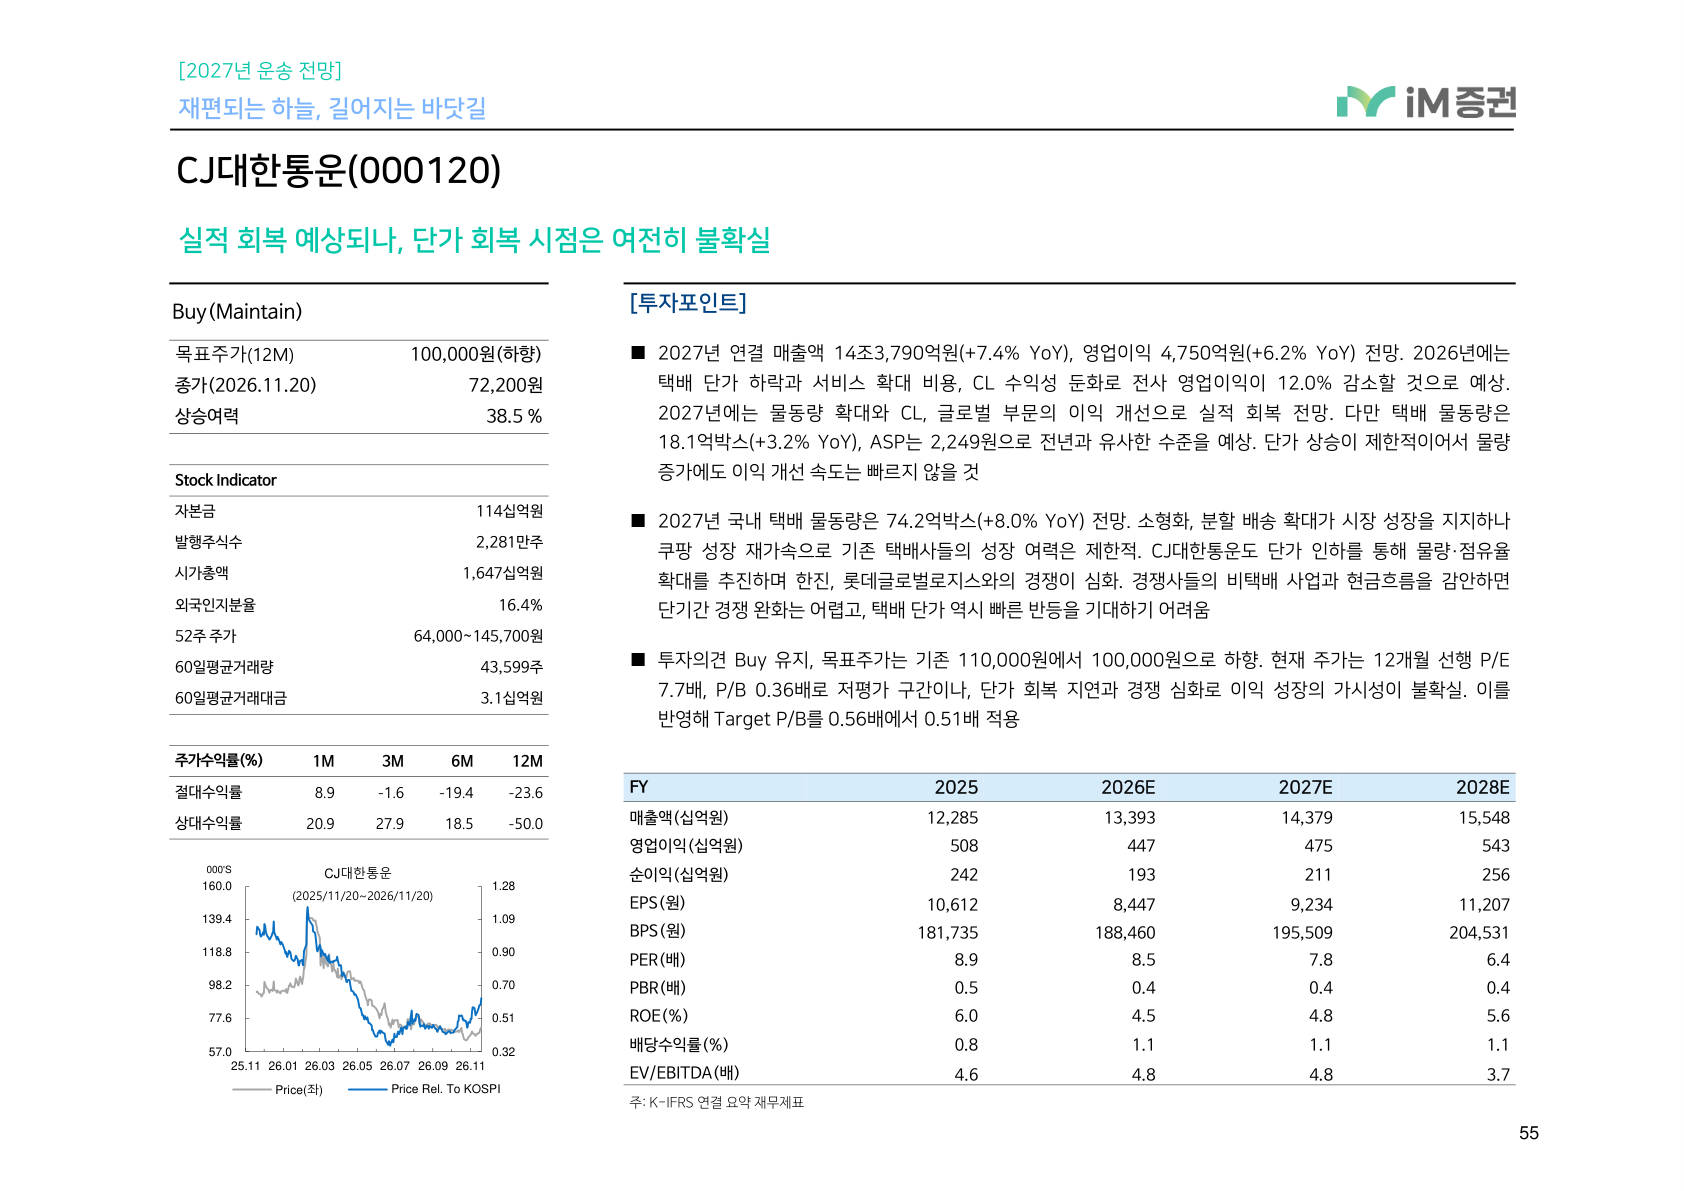 [2027년 운송 전망]
재편되는 하늘, 길어지는 바닷길
iM증권
CJ대한통운(000120)
실적 회복 예상되나, 단가 회복 시점은 여전히 불확실
Buy(Maintain)
목표주가(12M) 100,000원(하향)
종가(2026.11.20) 72,200원
상승여력 38.5 %
Stock Indicator
자본금 114십억원
발행주식수 2,281만주
시가총액 1,647십억원
외국인지분율 16.4%
52주 주가 64,000~145,700원
60일평균거래량 43,599주
60일평균거래대금 3.1십억원
주가수익률(%) 1M 3M 6M 12M
절대수익률 8.9 -1.6 -19.4 -23.6
상대수익률 20.9 27.9 18.5 -50.0
000'S
CJ대한통운
(2025/11/20~2026/11/20)
160.0 1.28
139.4 1.09
118.8 0.90
98.2 0.70
77.6 0.51
57.0 0.32
25.11 26.01 26.03 26.05 26.07 26.09 26.11
Price(좌) Price Rel. To KOSPI
[투자포인트]
■ 2027년 연결 매출액 14조3,790억원(+7.4% YoY), 영업이익 4,750억원(+6.2% YoY) 전망. 2026년에는
택배 단가 하락과 서비스 확대 비용, CL 수익성 둔화로 전사 영업이익이 12.0% 감소할 것으로 예상.
2027년에는 물동량 확대와 CL, 글로벌 부문의 이익 개선으로 실적 회복 전망. 다만 택배 물동량은
18.1억박스(+3.2% YoY), ASP는 2,249원으로 전년과 유사한 수준을 예상. 단가 상승이 제한적이어서 물량
증가에도 이익 개선 속도는 빠르지 않을 것
■ 2027년 국내 택배 물동량은 74.2억박스(+8.0% YoY) 전망. 소형화, 분할 배송 확대가 시장 성장을 지지하나
쿠팡 성장 재가속으로 기존 택배사들의 성장 여력은 제한적. CJ대한통운도 단가 인하를 통해 물량·점유율
확대를 추진하며 한진, 롯데글로벌로지스와의 경쟁이 심화. 경쟁사들의 비택배 사업과 현금흐름을 감안하면
단기간 경쟁 완화는 어렵고, 택배 단가 역시 빠른 반등을 기대하기 어려움
■ 투자의견 Buy 유지, 목표주가는 기존 110,000원에서 100,000원으로 하향. 현재 주가는 12개월 선행 P/E
7.7배, P/B 0.36배로 저평가 구간이나, 단가 회복 지연과 경쟁 심화로 이익 성장의 가시성이 불확실. 이를
반영해 Target P/B를 0.56배에서 0.51배 적용
FY 2025 2026E 2027E 2028E
매출액(십억원) 12,285 13,393 14,379 15,548
영업이익(십억원) 508 447 475 543
순이익(십억원) 242 193 211 256
EPS(원) 10,612 8,447 9,234 11,207
BPS(원) 181,735 188,460 195,509 204,531
PER(배) 8.9 8.5 7.8 6.4
PBR(배) 0.5 0.4 0.4 0.4
ROE(%) 6.0 4.5 4.8 5.6
배당수익률(%) 0.8 1.1 1.1 1.1
EV/EBITDA(배) 4.6 4.8 4.8 3.7
주: K-IFRS 연결 요약 재무제표
55